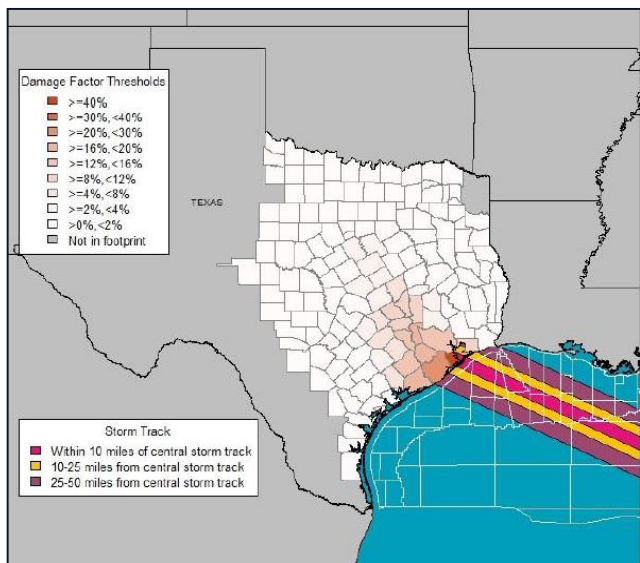 Damage Factor Thresholds
>=40%
>=30%,<40%
>=20%,<30%
>=16%,<20%
>=12%,<16%
>=8%,<12%
>=4%,<8%
>=2%,<4%
>0%,<2%
Not in footprint
TEXAS
Storm Track
Within 10 miles of central storm track
10-25 miles from central storm track
25-50 miles from central storm track